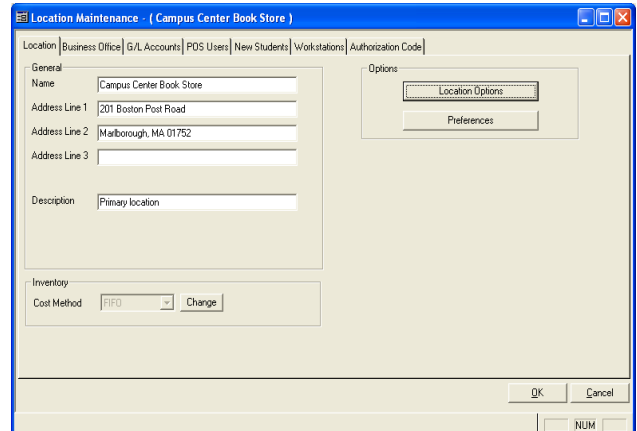 Location Maintenance - ( Campus Center Book Store )
Location Business Office G/L Accounts POS Users New Students Workstations Authorization Code
General
Name Campus Center Book Store
Address Line 1 201 Boston Post Road
Address Line 2 Marlborough, MA 01752
Address Line 3
Description Primary location
Options
Location Options
Preferences
Inventory
Cost Method FIFO Change
OK Cancel
NUM